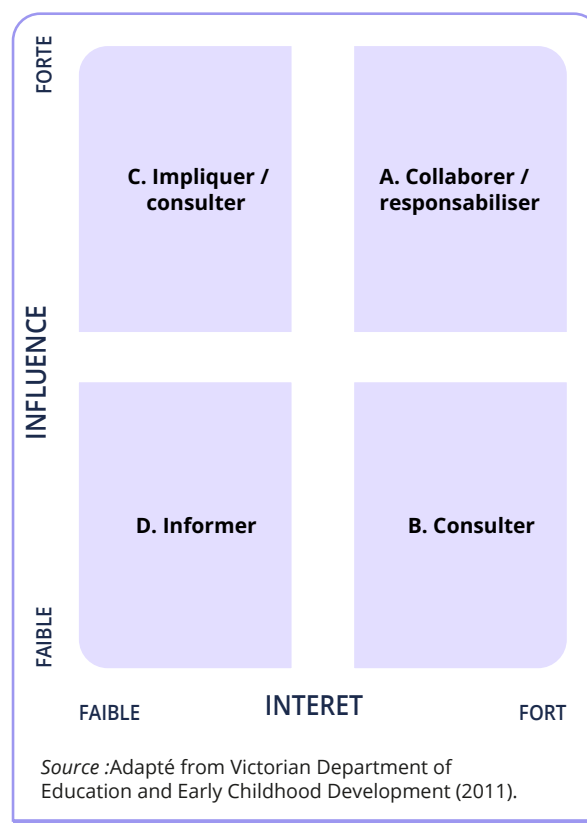 FORTE
C. Impliquer /
consulter
A. Collaborer /
responsabiliser
INFLUENCE
D. Informer
B. Consulter
FAIBLE
FAIBLE
INTERET
FORT
Source :Adapté from Victorian Department of
Education and Early Childhood Development (2011).